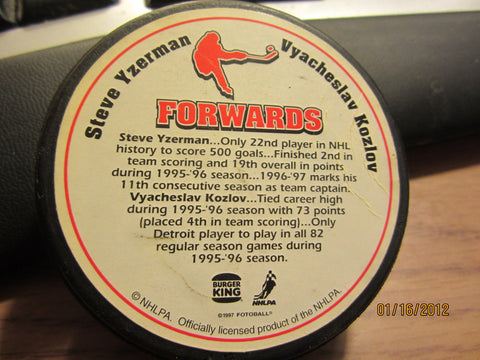 Steve Yzerman
Vyacheslav Kozlov
FORWARDS
Steve Yzerman...Only 22nd player in NHL
history to score 500 goals...Finished 2nd in
team scoring and 19th overall in points
during 1995-'96 season...1996-'97 marks his
11th consecutive season as team captain.
Vyacheslav Kozlov...Tied career high
during 1995-'96 season with 73 points
(placed 4th in team scoring)...Only
Detroit player to play in all 82
regular season games during
1995-'96 season.
BURGER
KING
NHLPA
©1997 FOTOBALL®
© NHLPA. Officially licensed product of the NHLPA.
01/16/2012